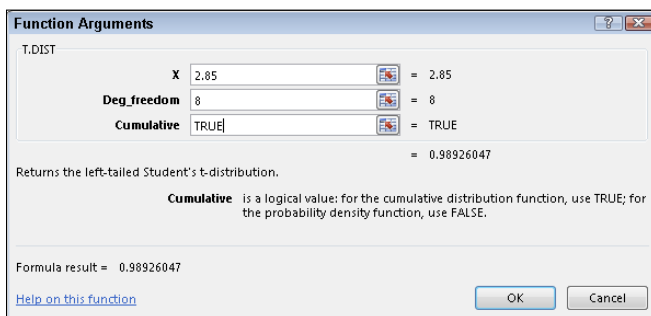 Function Arguments
T.DIST
X 2.85 = 2.85
Deg_freedom 8 = 8
Cumulative TRUE = TRUE
= 0.98926047
Returns the left-tailed Student's t-distribution.
Cumulative is a logical value: for the cumulative distribution function, use TRUE; for
the probability density function, use FALSE.
Formula result = 0.98926047
Help on this function OK Cancel